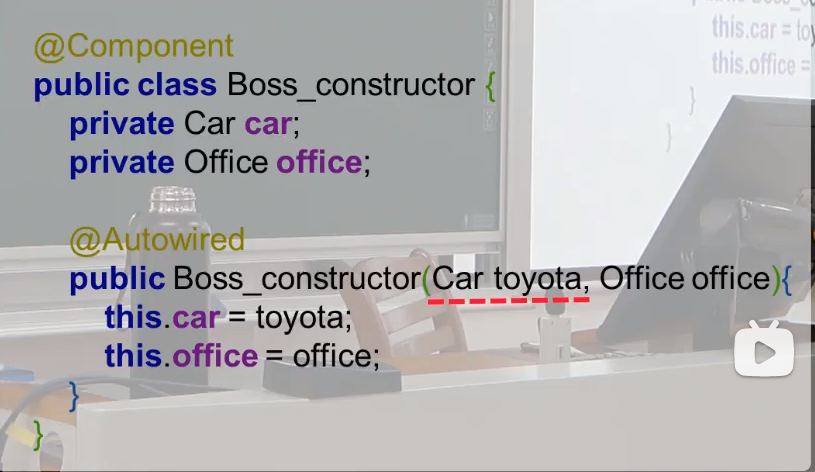 @Component
public class Boss_constructor {
private Car car;
private Office office;
@Autowired
public Boss_constructor(Car toyota, Office office){
this.car = toyota;
this.office = office;
}
}
this.car = toy
this.office =
}
}